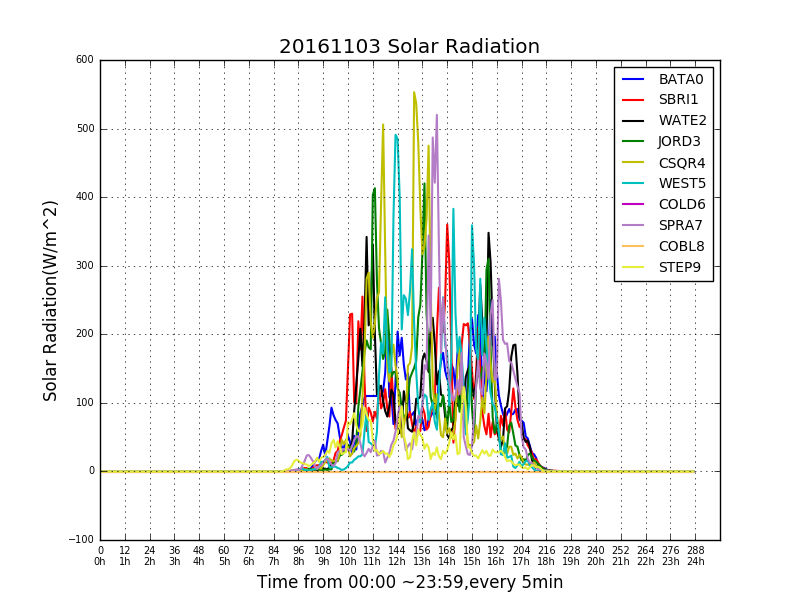 20161103 Solar Radiation
600
500
400
300
200
100
0
−100
Solar Radiation(W/m^2)
BATA0
SBRI1
WATE2
JORD3
CSQR4
WEST5
COLD6
SPRA7
COBL8
STEP9
0 12 24 36 48 60 72 84 96 108 120 132 144 156 168 180 192 204 216 228 240 252 264 276 288
0h 1h 2h 3h 4h 5h 6h 7h 8h 9h 10h 11h 12h 13h 14h 15h 16h 17h 18h 19h 20h 21h 22h 23h 24h
Time from 00:00 ~23:59,every 5min